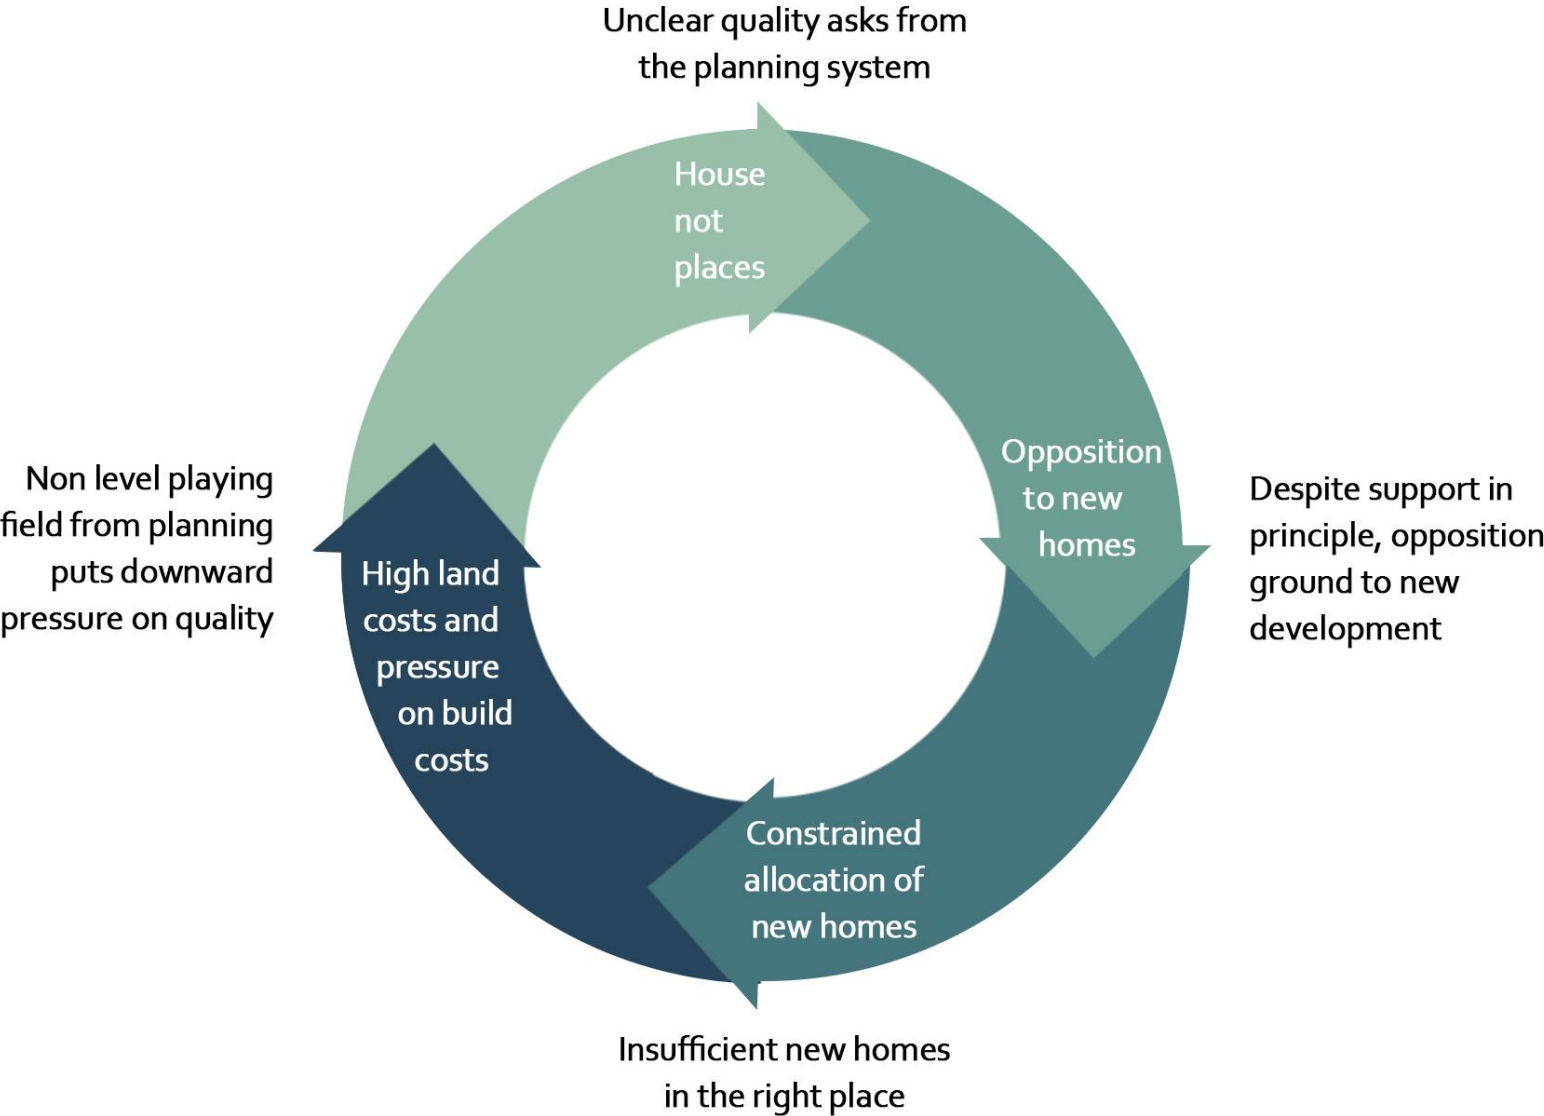 Unclear quality asks from
the planning system
House
not
places
Opposition
to new
homes
Despite support in
principle, opposition
ground to new
development
Constrained
allocation of
new homes
Insufficient new homes
in the right place
High land
costs and
pressure
on build
costs
Non level playing
field from planning
puts downward
pressure on quality